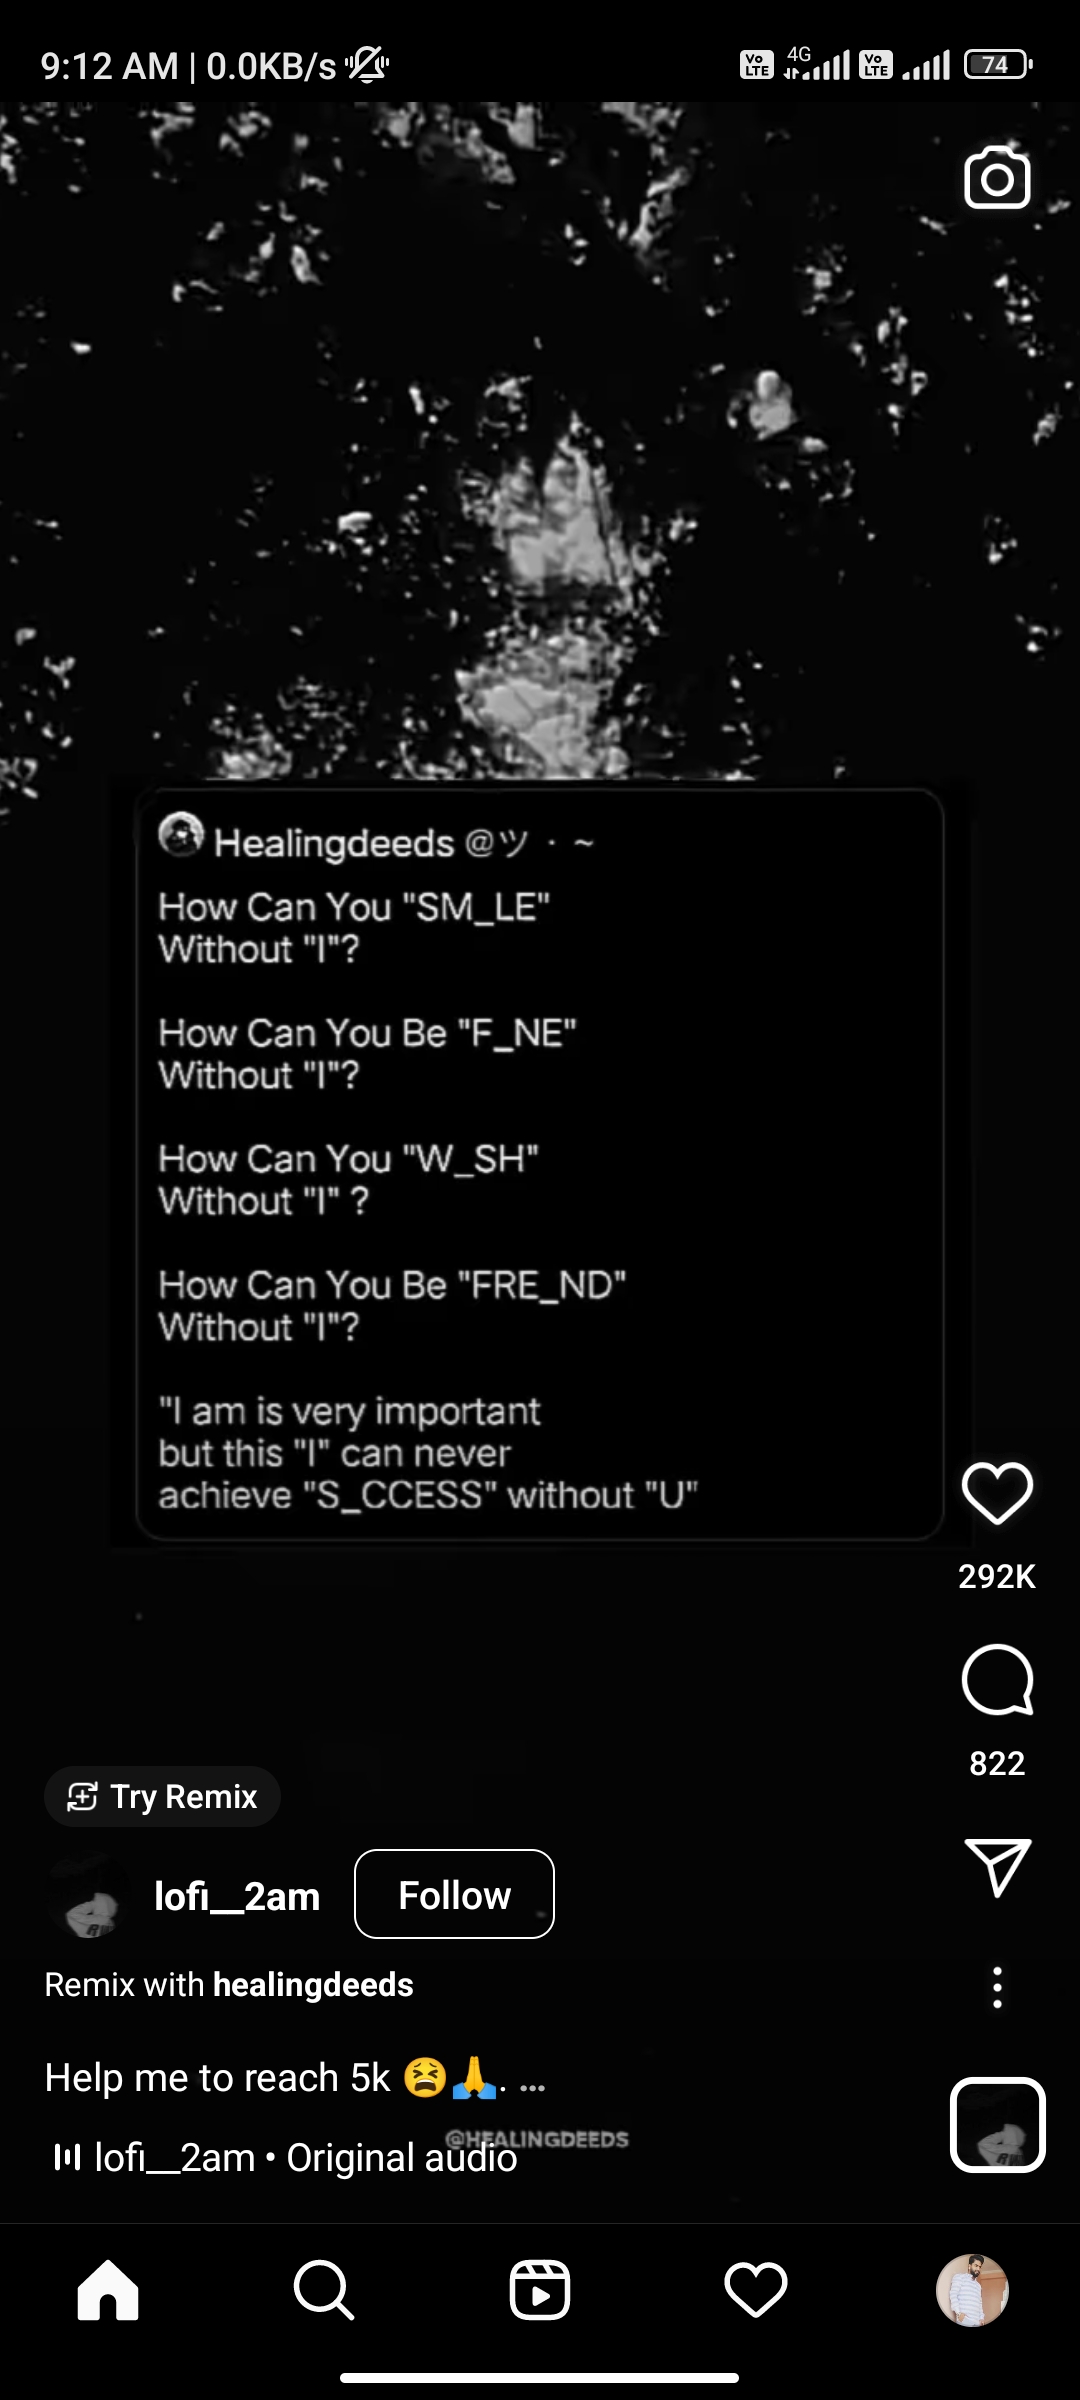 9:12 AM | 0.0KB/s
Vo LTE 4G Vo LTE 74
Healingdeeds @ツ · ~
How Can You "SM_LE"
Without "I"?
How Can You Be "F_NE"
Without "I"?
How Can You "W_SH"
Without "I" ?
How Can You Be "FRE_ND"
Without "I"?
"I am is very important
but this "I" can never
achieve "S_CCESS" without "U"
292K
822
Try Remix
lofi__2am Follow
Remix with healingdeeds
Help me to reach 5k 😫🙏. ...
@HEALINGDEEDS
lofi__2am • Original audio